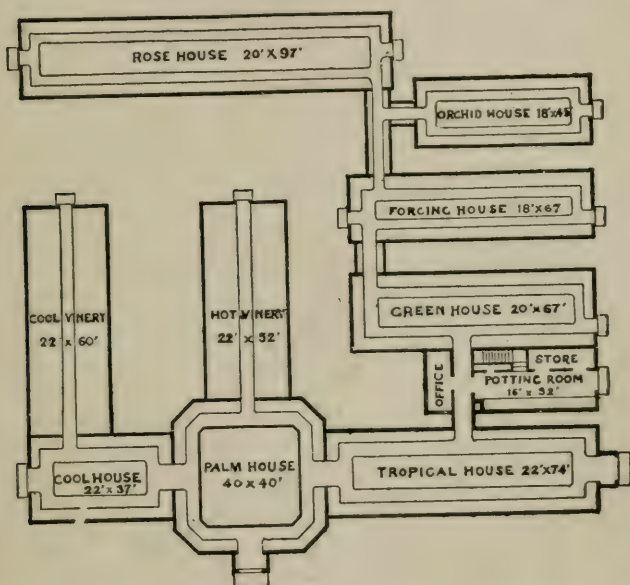 ROSE HOUSE 20' X 97'
ORCHID HOUSE 18'X45'
FORCING HOUSE 18'X67
GREEN HOUSE 20'X67'
COOL VINERY
22' X 60'
HOT VINERY
22' X 52'
OFFICE
STORE
POTTING ROOM
16' X 32'
COOL HOUSE
22'X 37'
PALM HOUSE
40 X 40'
TROPICAL HOUSE 22'X74'